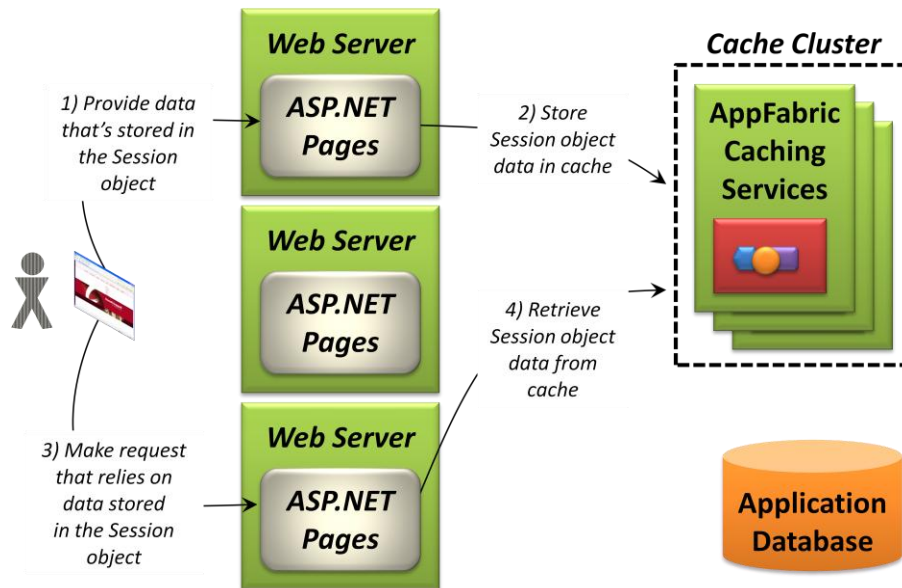 Web Server
ASP.NET
Pages
1) Provide data
that's stored in
the Session
object
2) Store
Session object
data in cache
Cache Cluster
AppFabric
Caching
Services
Web Server
ASP.NET
Pages
3) Make request
that relies on
data stored
in the Session
object
Web Server
ASP.NET
Pages
4) Retrieve
Session object
data from
cache
Application
Database